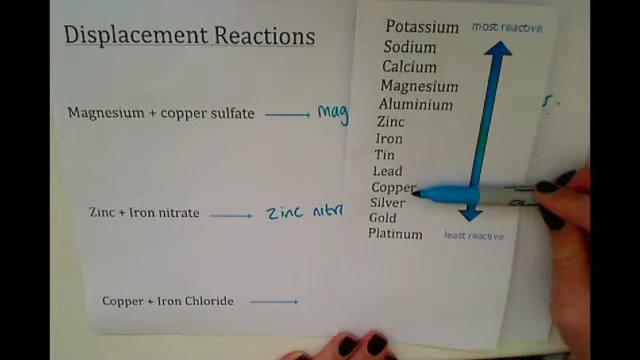 Displacement Reactions
Magnesium + copper sulfate → mag
Zinc + Iron nitrate → zinc nitr
Copper + Iron Chloride →
Potassium most reactive
Sodium
Calcium
Magnesium
Aluminium
Zinc
Iron
Tin
Lead
Copper
Silver
Gold
Platinum least reactive